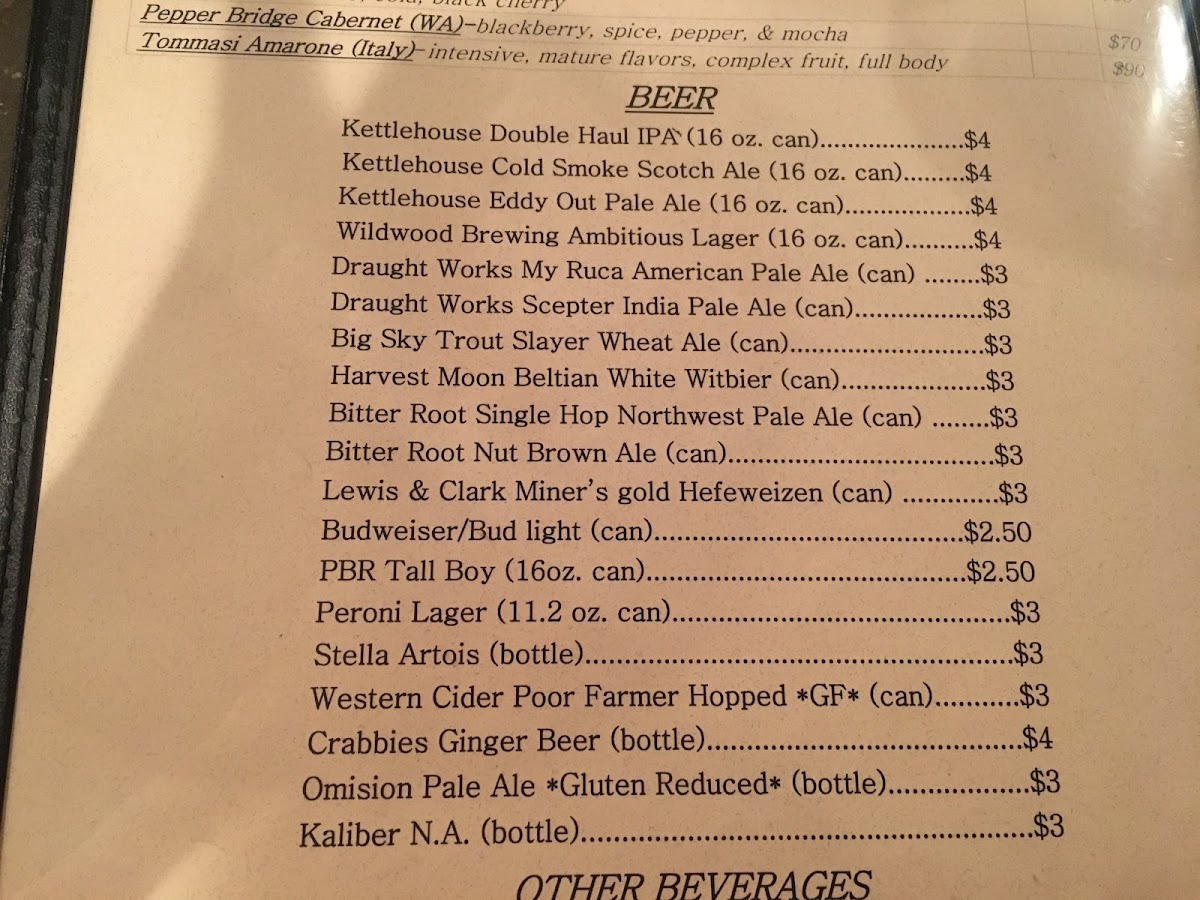 black cherry
Pepper Bridge Cabernet (WA)-blackberry, spice, pepper, & mocha $70
Tommasi Amarone (Italy)-intensive, mature flavors, complex fruit, full body $90
BEER
Kettlehouse Double Haul IPA (16 oz. can)......................$4
Kettlehouse Cold Smoke Scotch Ale (16 oz. can).........$4
Kettlehouse Eddy Out Pale Ale (16 oz. can)...................$4
Wildwood Brewing Ambitious Lager (16 oz. can)..........$4
Draught Works My Ruca American Pale Ale (can) ........$3
Draught Works Scepter India Pale Ale (can)...................$3
Big Sky Trout Slayer Wheat Ale (can).............................$3
Harvest Moon Beltian White Witbier (can)......................$3
Bitter Root Single Hop Northwest Pale Ale (can) ........$3
Bitter Root Nut Brown Ale (can).......................................$3
Lewis & Clark Miner's gold Hefeweizen (can) .............$3
Budweiser/Bud light (can).............................................$2.50
PBR Tall Boy (16oz. can)..............................................$2.50
Peroni Lager (11.2 oz. can)................................................$3
Stella Artois (bottle).............................................................$3
Western Cider Poor Farmer Hopped *GF* (can)...........$3
Crabbies Ginger Beer (bottle)............................................$4
Omision Pale Ale *Gluten Reduced* (bottle)...................$3
Kaliber N.A. (bottle)..............................................................$3
OTHER BEVERAGES